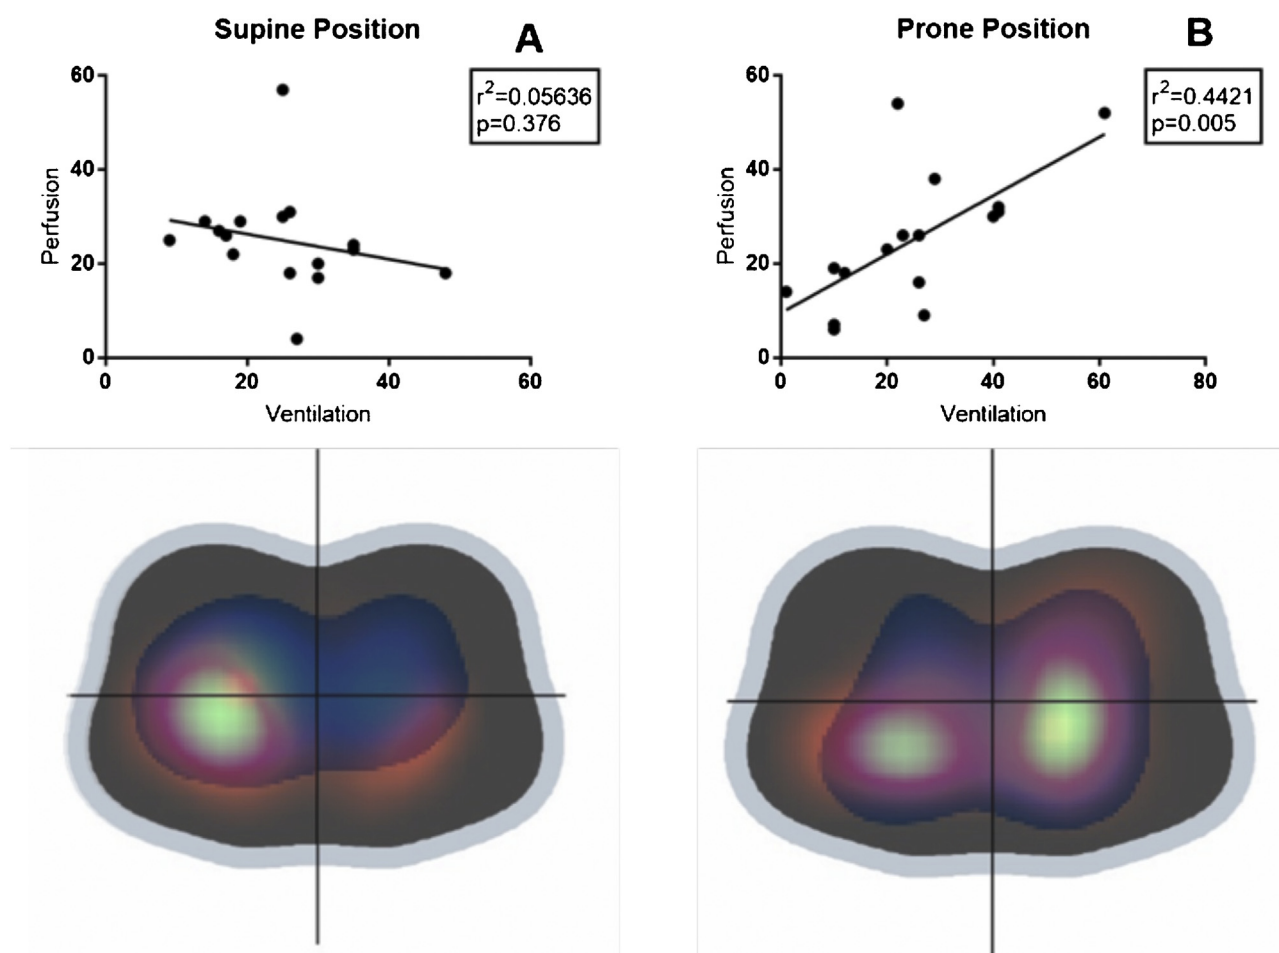 Supine Position
A
r²=0.05636
p=0.376
60
40
20
0
Perfusion
0 20 40 60
Ventilation
Prone Position
B
r²=0.4421
p=0.005
60
40
20
0
Perfusion
0 20 40 60 80
Ventilation